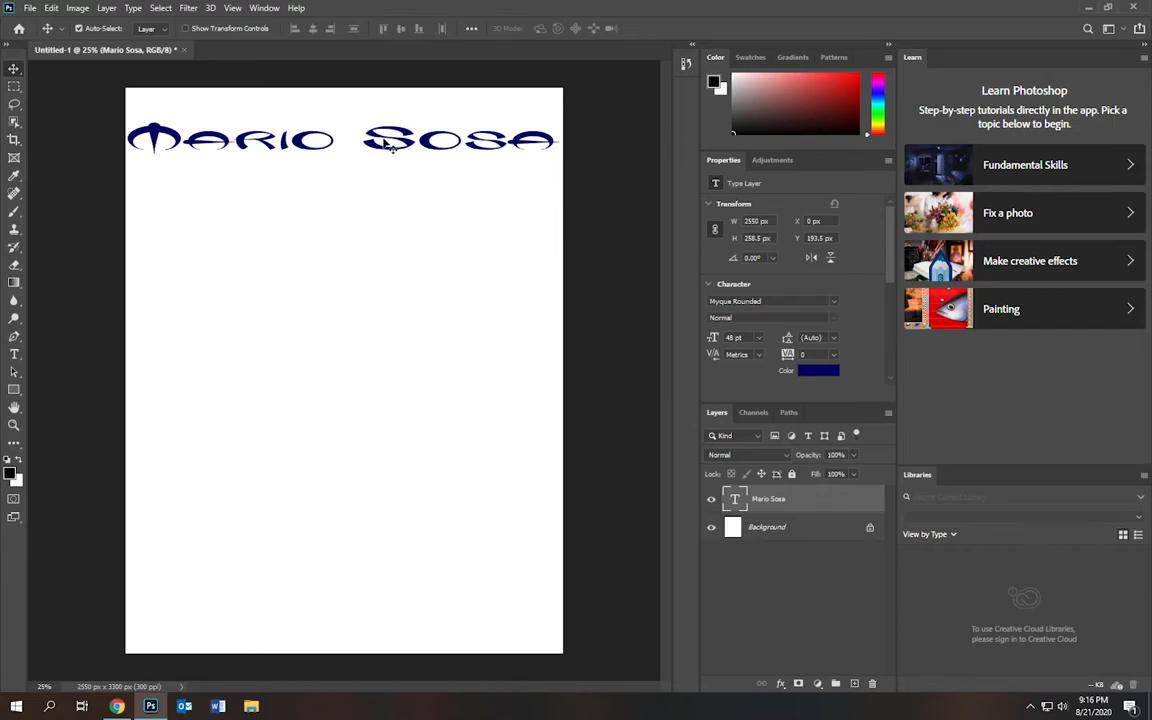 File Edit Image Layer Type Select Filter 3D View Window Help
Auto-Select: Layer Show Transform Controls 3D Mode:
Untitled-1 @ 25% (Mario Sosa, RGB/8) *
Mario Sosa
25% 2550 px x 3300 px (300 ppi)
Color Swatches Gradients Patterns
Properties Adjustments
Type Layer
Transform
W 2550 px X 0 px
H 258.5 px Y 193.5 px
0.00°
Character
Myque Rounded
Normal
48 pt (Auto)
Metrics 0
Color
Layers Channels Paths
Kind
Normal Opacity: 100%
Lock: Fill: 100%
T Mario Sosa
Background
Learn
Learn Photoshop
Step-by-step tutorials directly in the app. Pick a
topic below to begin.
Fundamental Skills
Fix a photo
Make creative effects
Painting
Libraries
View by Type
To use Creative Cloud Libraries,
please sign in to Creative Cloud
-- KB
9:16 PM
8/21/2020